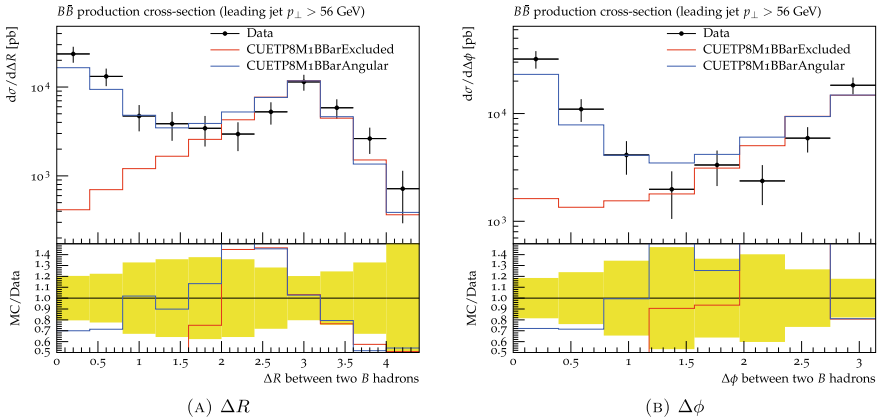 BB̄ production cross-section (leading jet p⊥ > 56 GeV)
dσ/dΔR [pb]
Data
CUETP8M1BBarExcluded
CUETP8M1BBarAngular
10⁴
10³
MC/Data
1.4
1.3
1.2
1.1
1.0
0.9
0.8
0.7
0.6
0.5
0 0.5 1 1.5 2 2.5 3 3.5 4
ΔR between two B hadrons
(A) ΔR
BB̄ production cross-section (leading jet p⊥ > 56 GeV)
dσ/dΔϕ [pb]
Data
CUETP8M1BBarExcluded
CUETP8M1BBarAngular
10⁴
10³
MC/Data
1.4
1.3
1.2
1.1
1.0
0.9
0.8
0.7
0.6
0.5
0 0.5 1 1.5 2 2.5 3
Δϕ between two B hadrons
(B) Δϕ